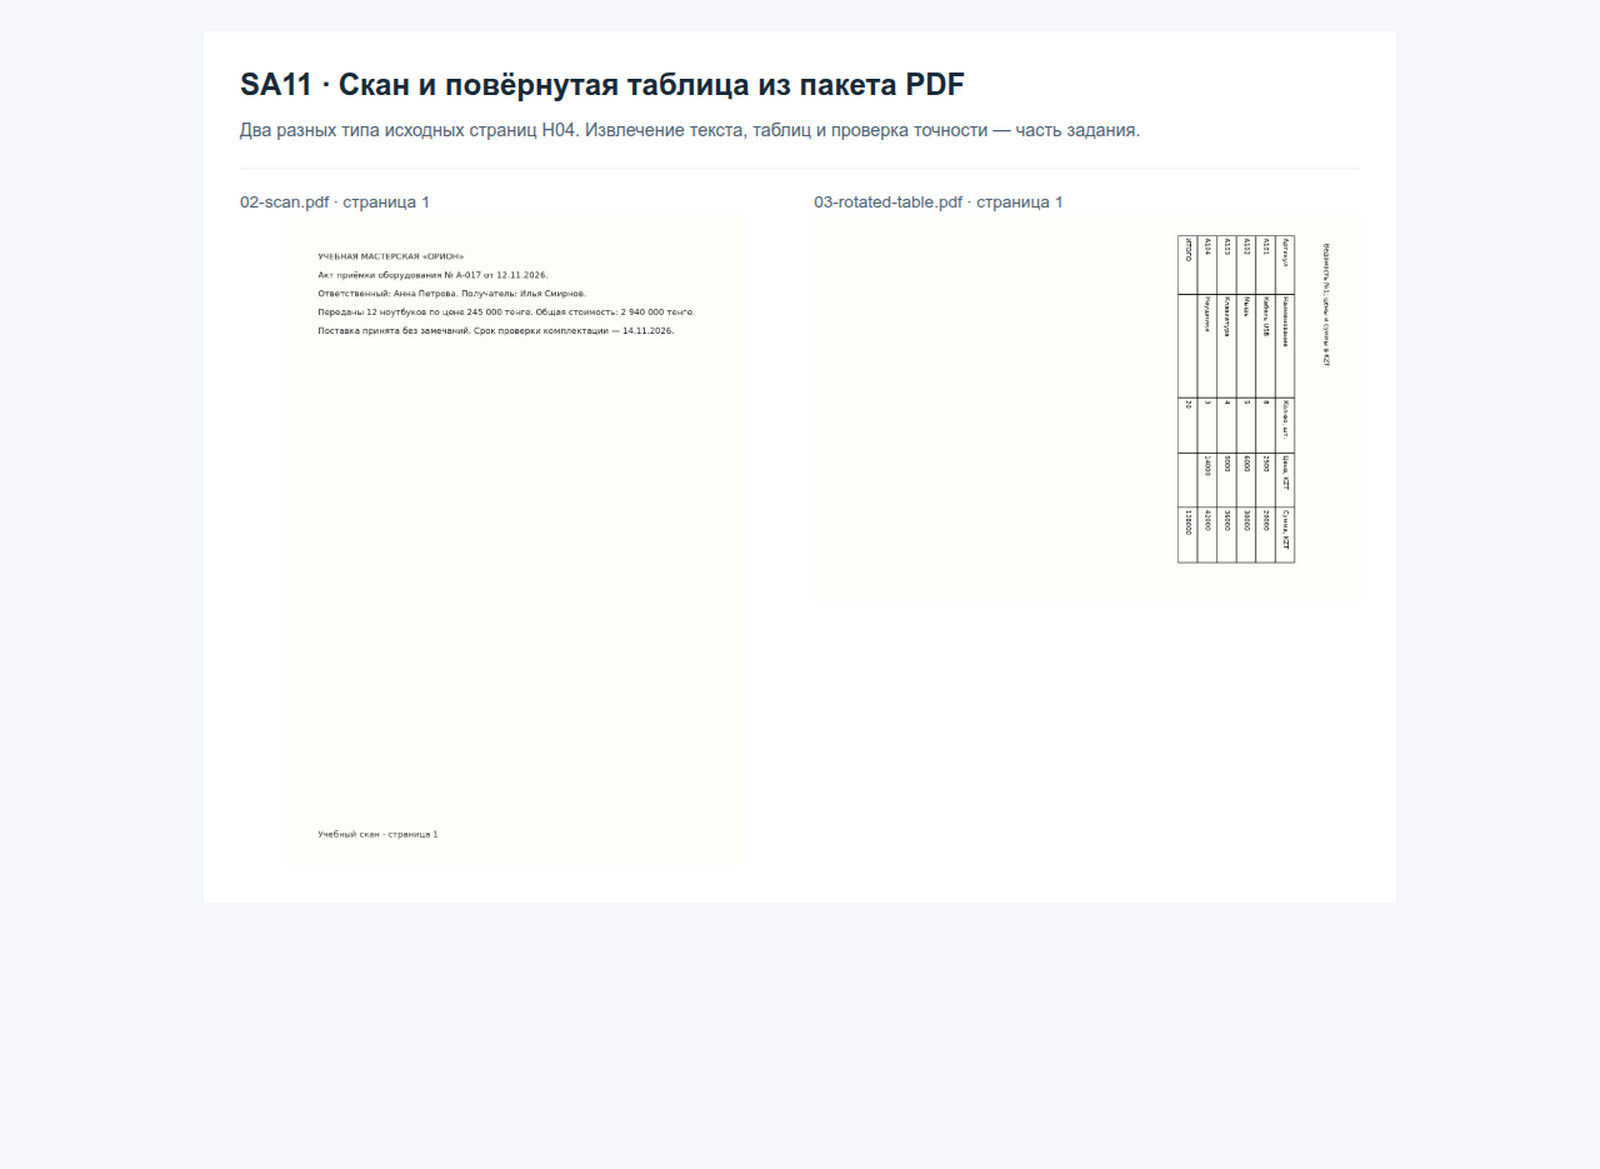 SA11 · Скан и повёрнутая таблица из пакета PDF
Два разных типа исходных страниц H04. Извлечение текста, таблиц и проверка точности — часть задания.
02-scan.pdf · страница 1
УЧЕБНАЯ МАСТЕРСКАЯ «ОРИОН»
Акт приёмки оборудования № А-017 от 12.11.2026.
Ответственный: Анна Петрова. Получатель: Илья Смирнов.
Переданы 12 ноутбуков по цене 245 000 тенге. Общая стоимость: 2 940 000 тенге.
Поставка принята без замечаний. Срок проверки комплектации — 14.11.2026.
Учебный скан · страница 1
03-rotated-table.pdf · страница 1
Ведомость №1; цены и суммы в KZT
Артикул Наименование Кол-во, шт. Цена, KZT Сумма, KZT
A101 Кабель USB 8 2500 20000
A102 Мышь 5 6000 30000
A103 Клавиатура 4 9000 36000
A104 Наушники 3 14000 42000
ИТОГО 20 128000